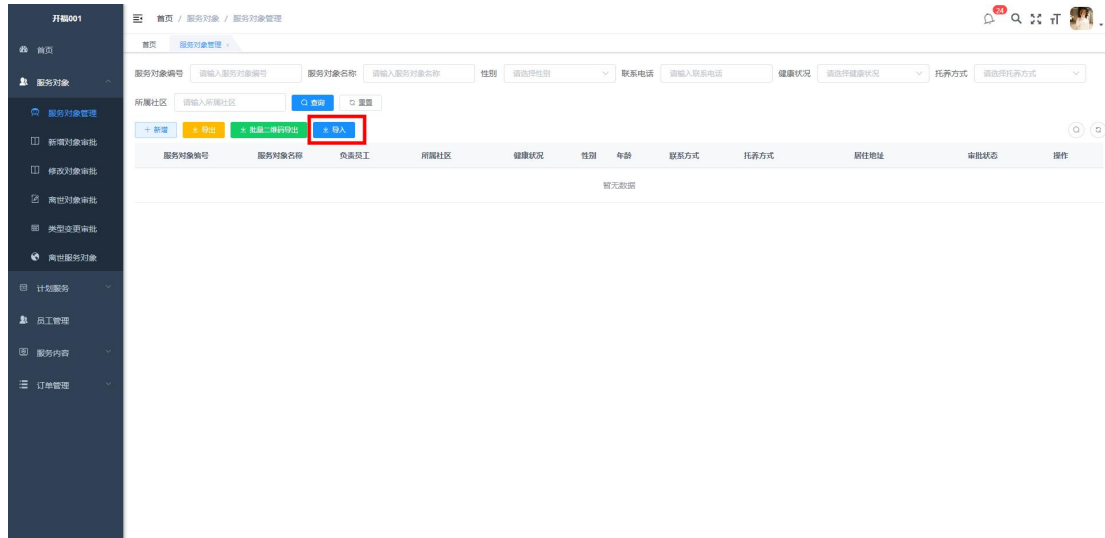 开福001
首页 / 服务对象 / 服务对象管理
24
首页
服务对象管理 ×
首页
服务对象
服务对象管理
新增对象审批
修改对象审批
离世对象审批
类型变更审批
离世服务对象
计划服务
员工管理
服务内容
订单管理
服务对象编号 请输入服务对象编号 服务对象名称 请输入服务对象名称 性别 请选择性别 联系电话 请输入联系电话 健康状况 请选择健康状况 托养方式 请选择托养方式
所属社区 请输入所属社区 查询 重置
+ 新增 导出 批量二维码导出 导入
服务对象编号 服务对象名称 负责员工 所属社区 健康状况 性别 年龄 联系方式 托养方式 居住地址 审批状态 操作
暂无数据